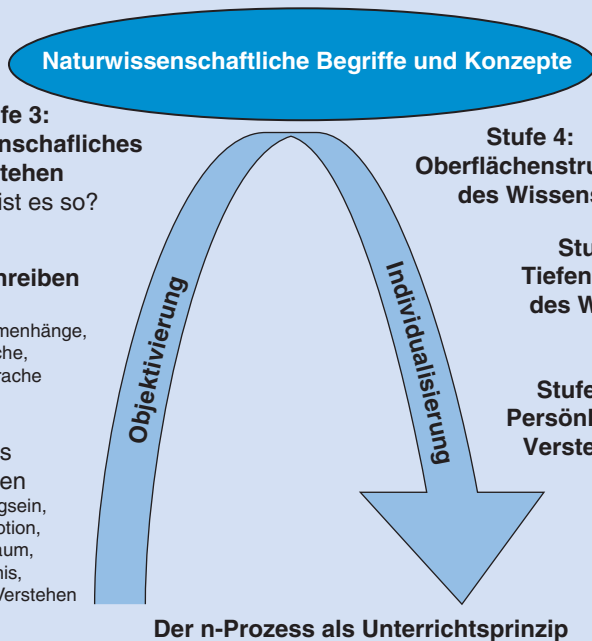 Naturwissenschaftliche Begriffe und Konzepte
fe 3:
nschafliches
tehen
ist es so?
hreiben
menhänge,
che,
rache
s
en
gsein,
otion,
aum,
nis,
Verstehen
Objektivierung
Individualisierung
Stufe 4:
Oberflächenstru
des Wissens
Stu
Tiefen
des W
Stufe
Persönl
Verste
Der n-Prozess als Unterrichtsprinzip